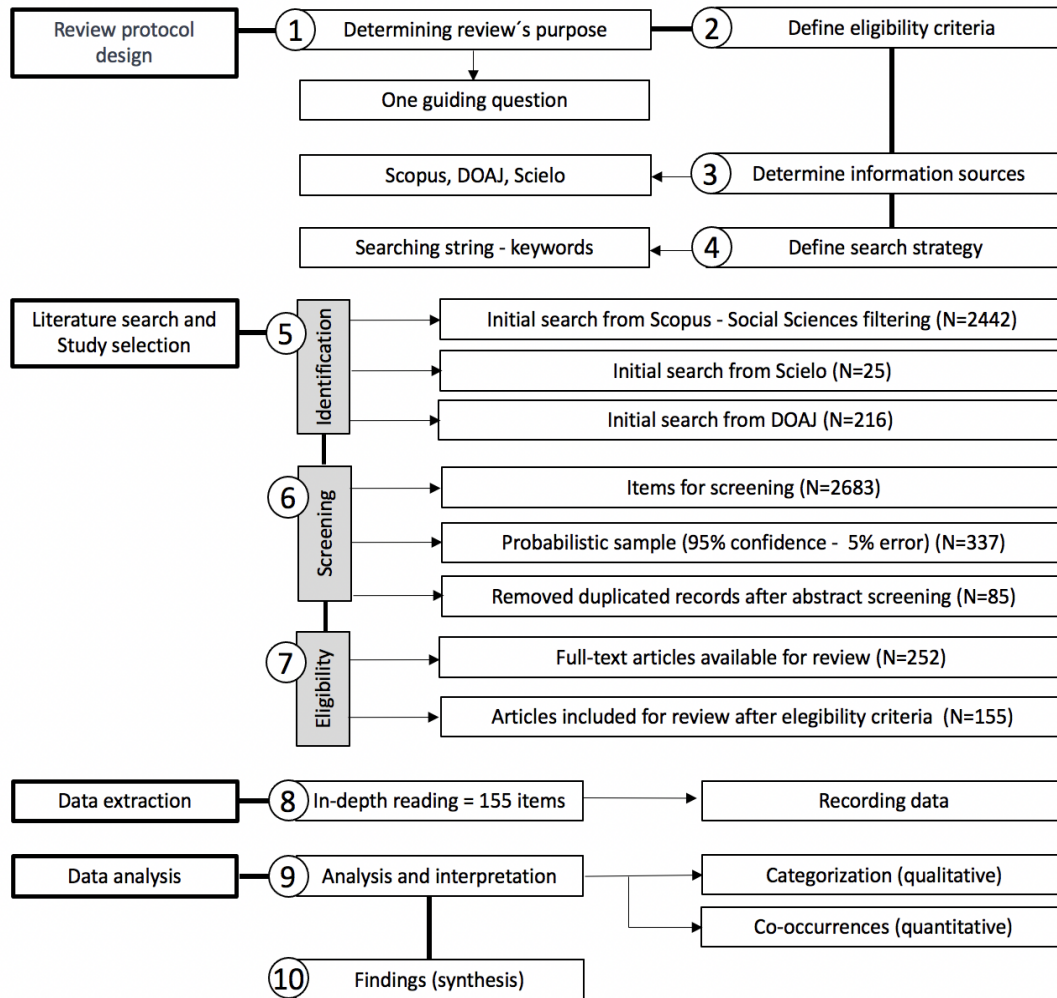 Review protocol
design
1
Determining review´s purpose
2
Define eligibility criteria
One guiding question
Scopus, DOAJ, Scielo
3
Determine information sources
Searching string - keywords
4
Define search strategy
Literature search and
Study selection
5
Identification
Initial search from Scopus - Social Sciences filtering (N=2442)
Initial search from Scielo (N=25)
Initial search from DOAJ (N=216)
6
Screening
Items for screening (N=2683)
Probabilistic sample (95% confidence -  5% error) (N=337)
Removed duplicated records after abstract screening (N=85)
7
Eligibility
Full-text articles available for review (N=252)
Articles included for review after elegibility criteria  (N=155)
Data extraction
8
In-depth reading = 155 items
Recording data
Data analysis
9
Analysis and interpretation
Categorization (qualitative)
Co-occurrences (quantitative)
10
Findings (synthesis)